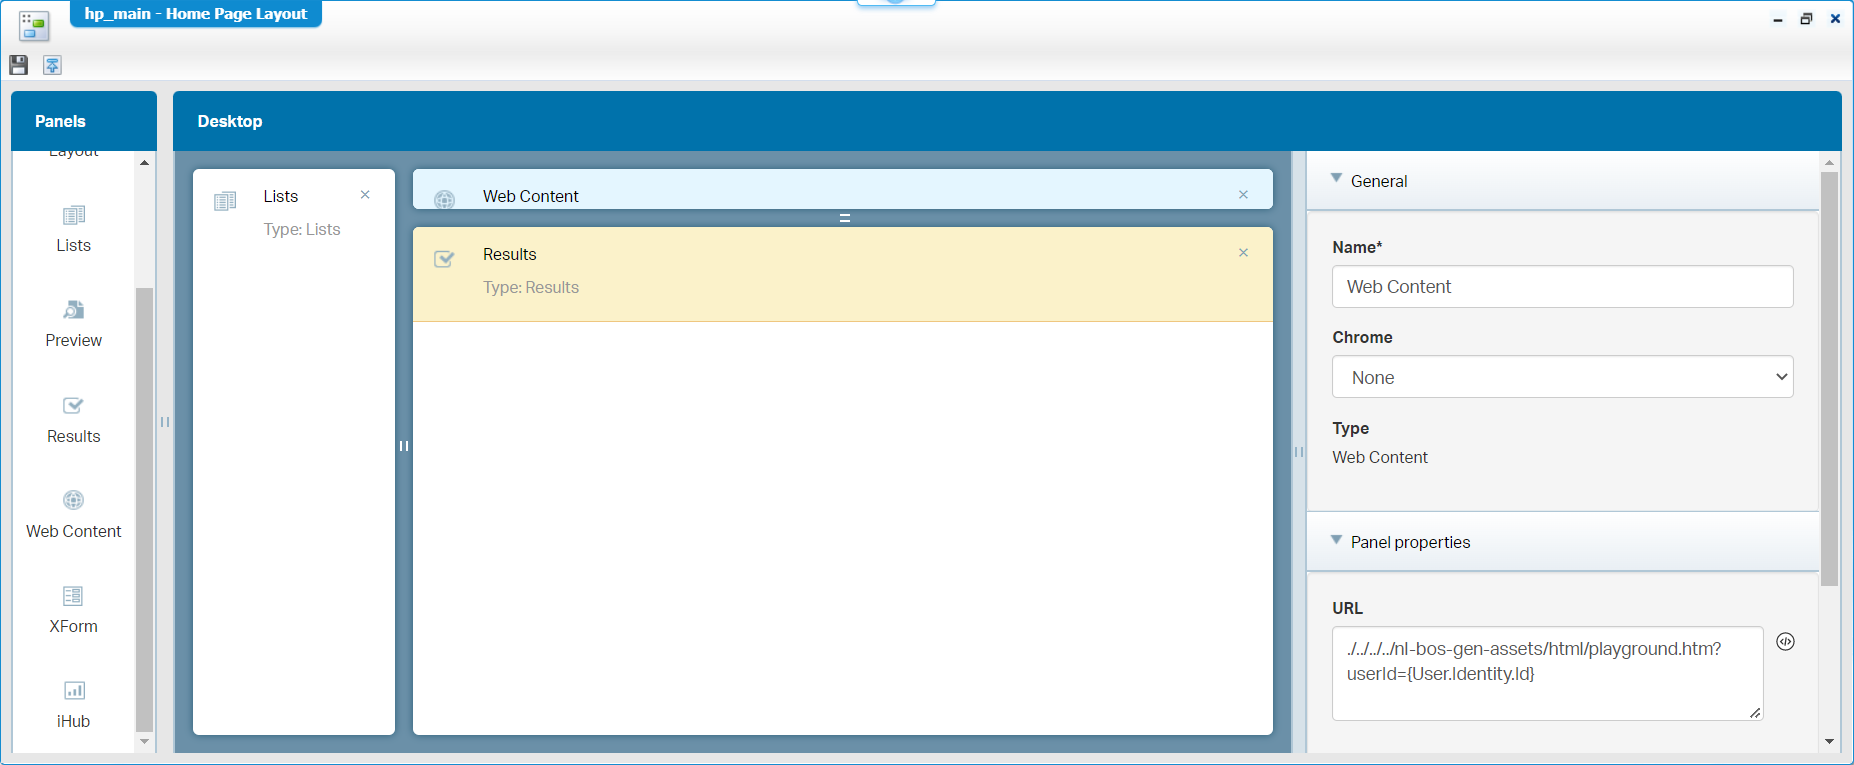 hp_main - Home Page Layout
Panels
Layout
Lists
Preview
Results
Web Content
XForm
iHub
Desktop
Lists
Type: Lists
Web Content
Results
Type: Results
General
Name*
Web Content
Chrome
None
Type
Web Content
Panel properties
URL
./../../../nl-bos-gen-assets/html/playground.htm?
userId={User.Identity.Id}